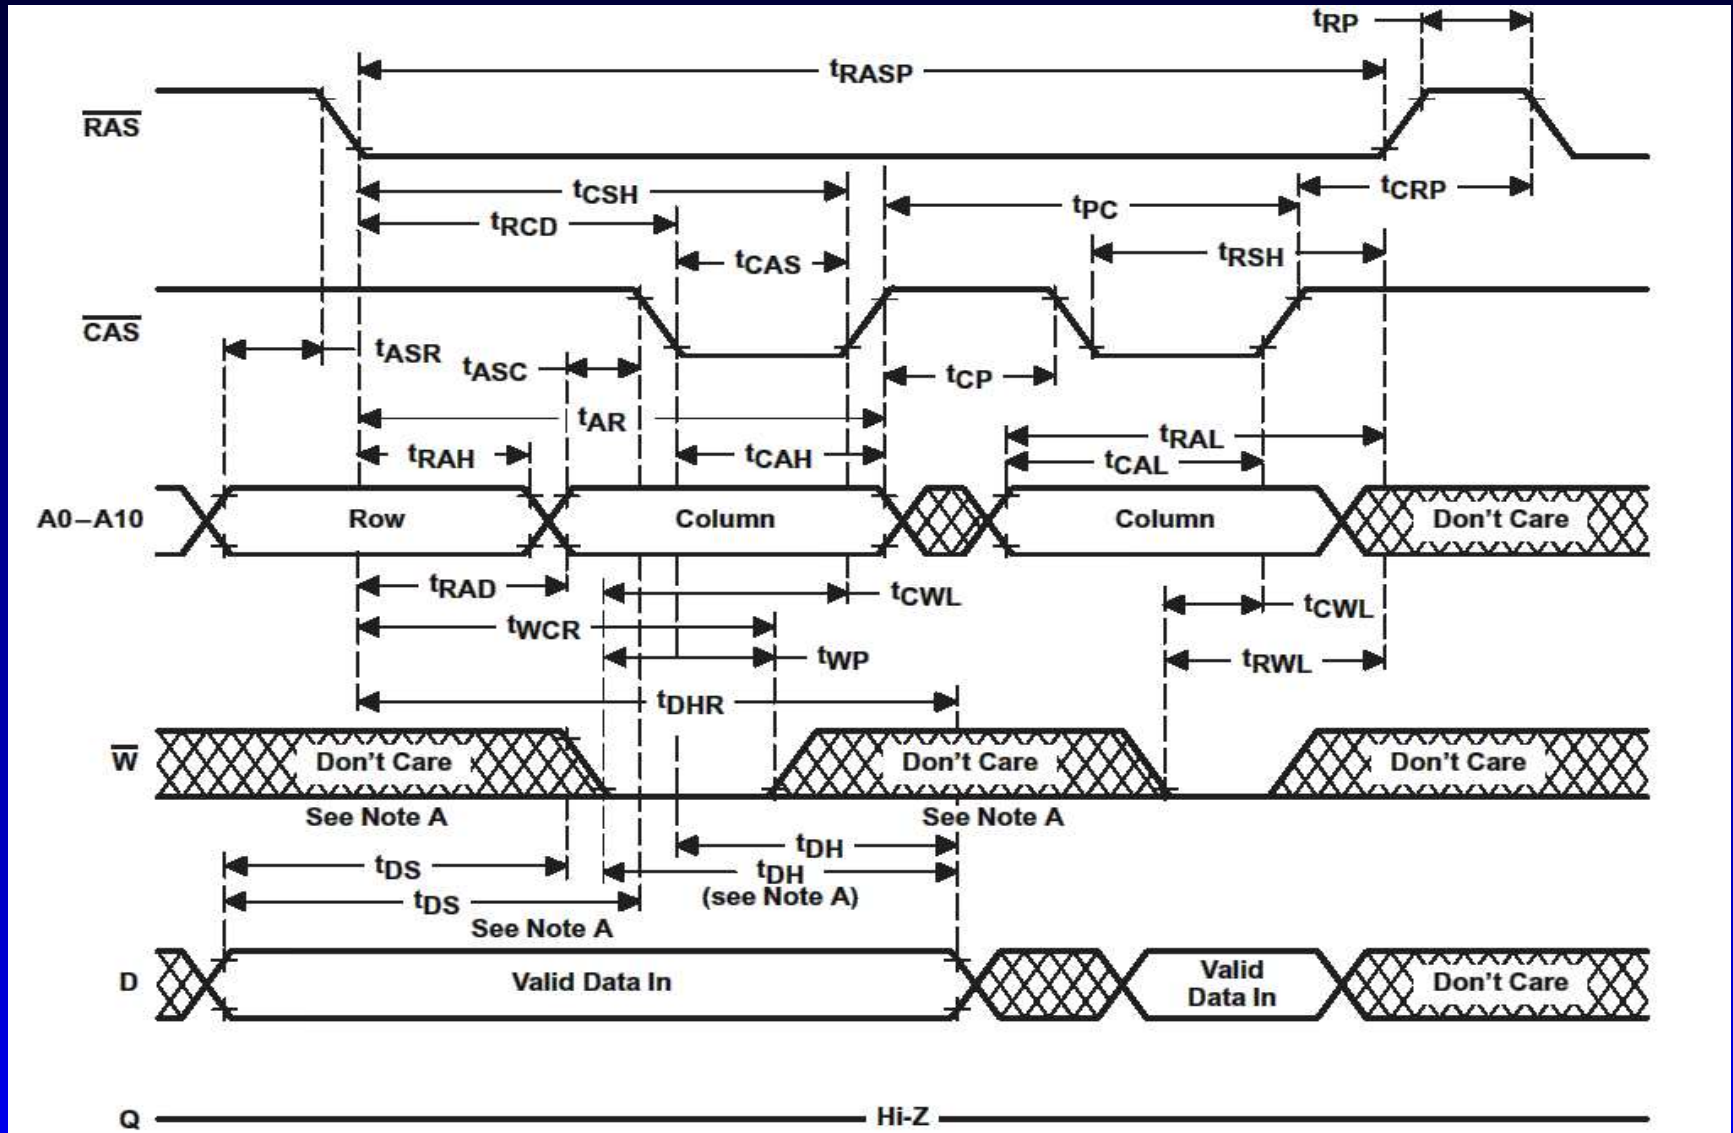 tRP
tRASP
RAS
tCSH
tCRP
tPC
tRCD
tRSH
tCAS
CAS
tASR
tASC
tCP
tAR
tRAL
tRAH
tCAH
tCAL
A0–A10
Row
Column
Column
Don't Care
tRAD
tCWL
tCWL
tWCR
tWP
tRWL
tDHR
W
Don't Care
Don't Care
Don't Care
See Note A
See Note A
tDH
tDS
tDH
(see Note A)
tDS
See Note A
D
Valid Data In
Valid
Data In
Don't Care
Q
Hi-Z